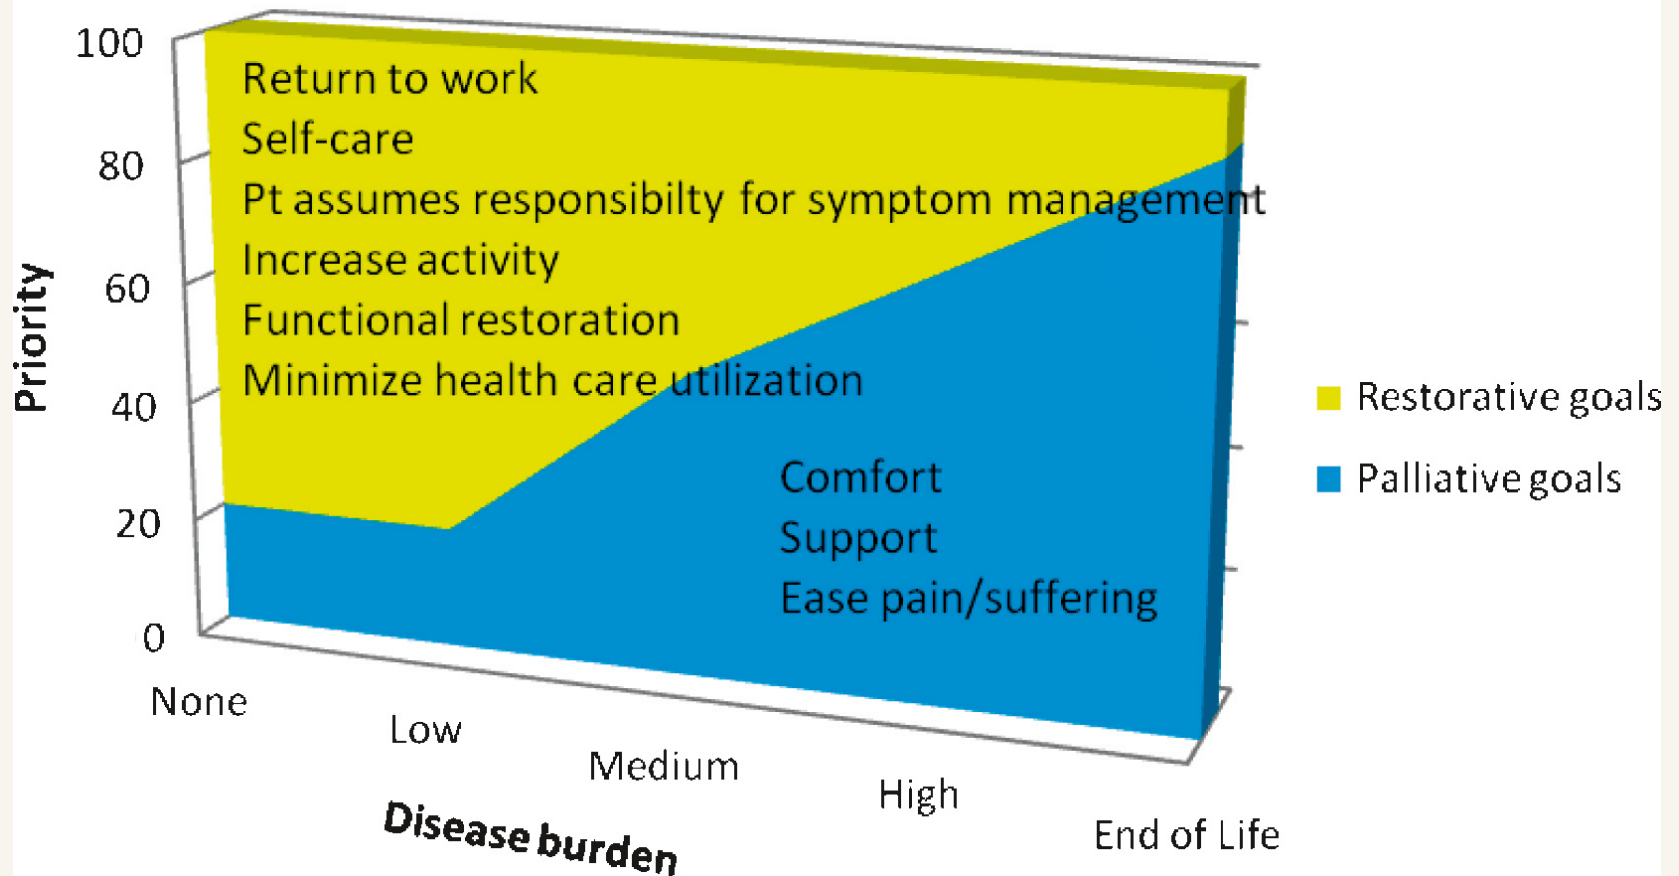 100
80
60
40
20
0
Priority
Return to work
Self-care
Pt assumes responsibilty for symptom management
Increase activity
Functional restoration
Minimize health care utilization
Comfort
Support
Ease pain/suffering
Restorative goals
Palliative goals
None
Low
Medium
High
End of Life
Disease burden